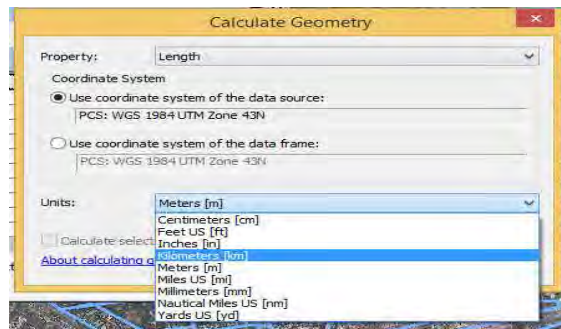 Calculate Geometry
Property: Length
Coordinate System
Use coordinate system of the data source:
PCS: WGS 1984 UTM Zone 43N
Use coordinate system of the data frame:
PCS: WGS 1984 UTM Zone 43N
Units: Meters [m]
Centimeters [cm]
Feet US [ft]
Inches [in]
Kilometers [km]
Meters [m]
Miles US [mi]
Millimeters [mm]
Nautical Miles US [nm]
Yards US [yd]
Calculate select
About calculating g